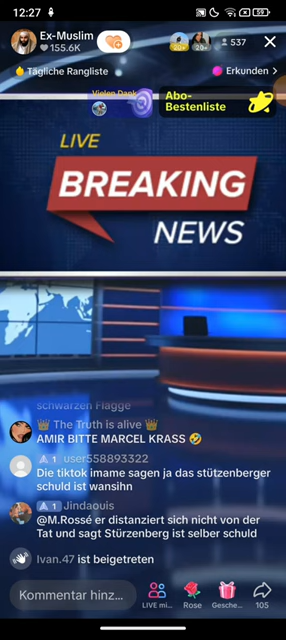 12:27
59
Ex-Muslim
155.6K
20+
20+
537
Tägliche Rangliste
Erkunden >
Vielen Dank
Abo-
Bestenliste
LIVE
BREAKING
NEWS
schwarzen Flagge
The Truth is alive
AMIR BITTE MARCEL KRASS 🤣
1 user558893322
Die tiktok imame sagen ja das stützenberger
schuld ist wansihn
1 Jindaouis
@M.Rossé er distanziert sich nicht von der
Tat und sagt Stürzenberg ist selber schuld
Ivan.47 ist beigetreten
Kommentar hinz...
LIVE mi...
Rose
Gesche...
105